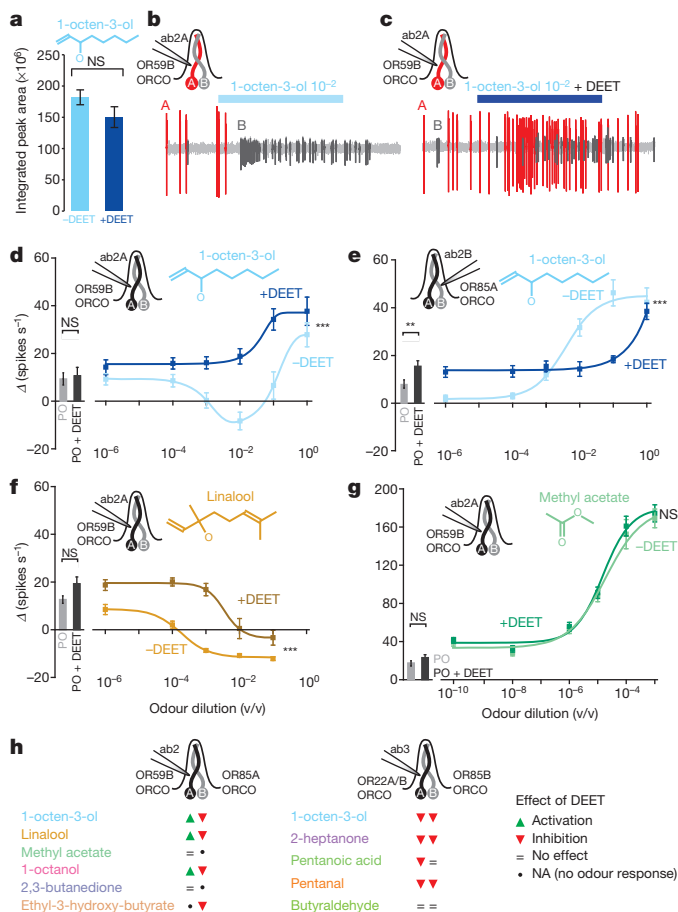 a
1-octen-3-ol
O
NS
Integrated peak area (×10⁶)
250
200
150
100
50
0
–DEET
+DEET
b
ab2A
OR59B
ORCO
A
B
1-octen-3-ol 10⁻²
A
B
c
ab2A
OR59B
ORCO
A
B
1-octen-3-ol 10⁻² + DEET
A
B
d
ab2A
1-octen-3-ol
O
OR59B
ORCO
A
B
+DEET
***
–DEET
NS
Δ (spikes s⁻¹)
60
40
20
0
–20
PO
PO + DEET
10⁻⁶
10⁻⁴
10⁻²
10⁰
e
ab2B
1-octen-3-ol
O
OR85A
ORCO
A
B
–DEET
***
+DEET
**
60
40
20
0
–20
PO
PO + DEET
10⁻⁶
10⁻⁴
10⁻²
10⁰
f
ab2A
Linalool
O
OR59B
ORCO
A
B
+DEET
–DEET
***
NS
Δ (spikes s⁻¹)
60
40
20
0
–20
PO
PO + DEET
10⁻⁶
10⁻⁴
10⁻²
10⁰
Odour dilution (v/v)
g
ab2A
Methyl acetate
O
O
OR59B
ORCO
A
B
NS
–DEET
+DEET
NS
PO
PO + DEET
200
160
120
80
40
0
10⁻¹⁰
10⁻⁸
10⁻⁶
10⁻⁴
Odour dilution (v/v)
h
ab2
OR59B
ORCO
A
B
OR85A
ORCO
1-octen-3-ol ▲ ▼
Linalool ▲ ▼
Methyl acetate = •
1-octanol ▲ ▼
2,3-butanedione = •
Ethyl-3-hydroxy-butyrate • ▼
ab3
OR22A/B
ORCO
A
B
OR85B
ORCO
1-octen-3-ol ▼ ▼
2-heptanone ▼ ▼
Pentanoic acid ▼ =
Pentanal ▼ ▼
Butyraldehyde = =
Effect of DEET
▲ Activation
▼ Inhibition
= No effect
• NA (no odour response)